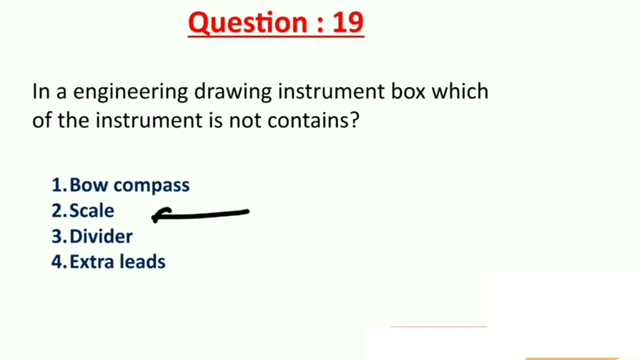 Question : 19
In a engineering drawing instrument box which
of the instrument is not contains?
1. Bow compass
2. Scale
3. Divider
4. Extra leads